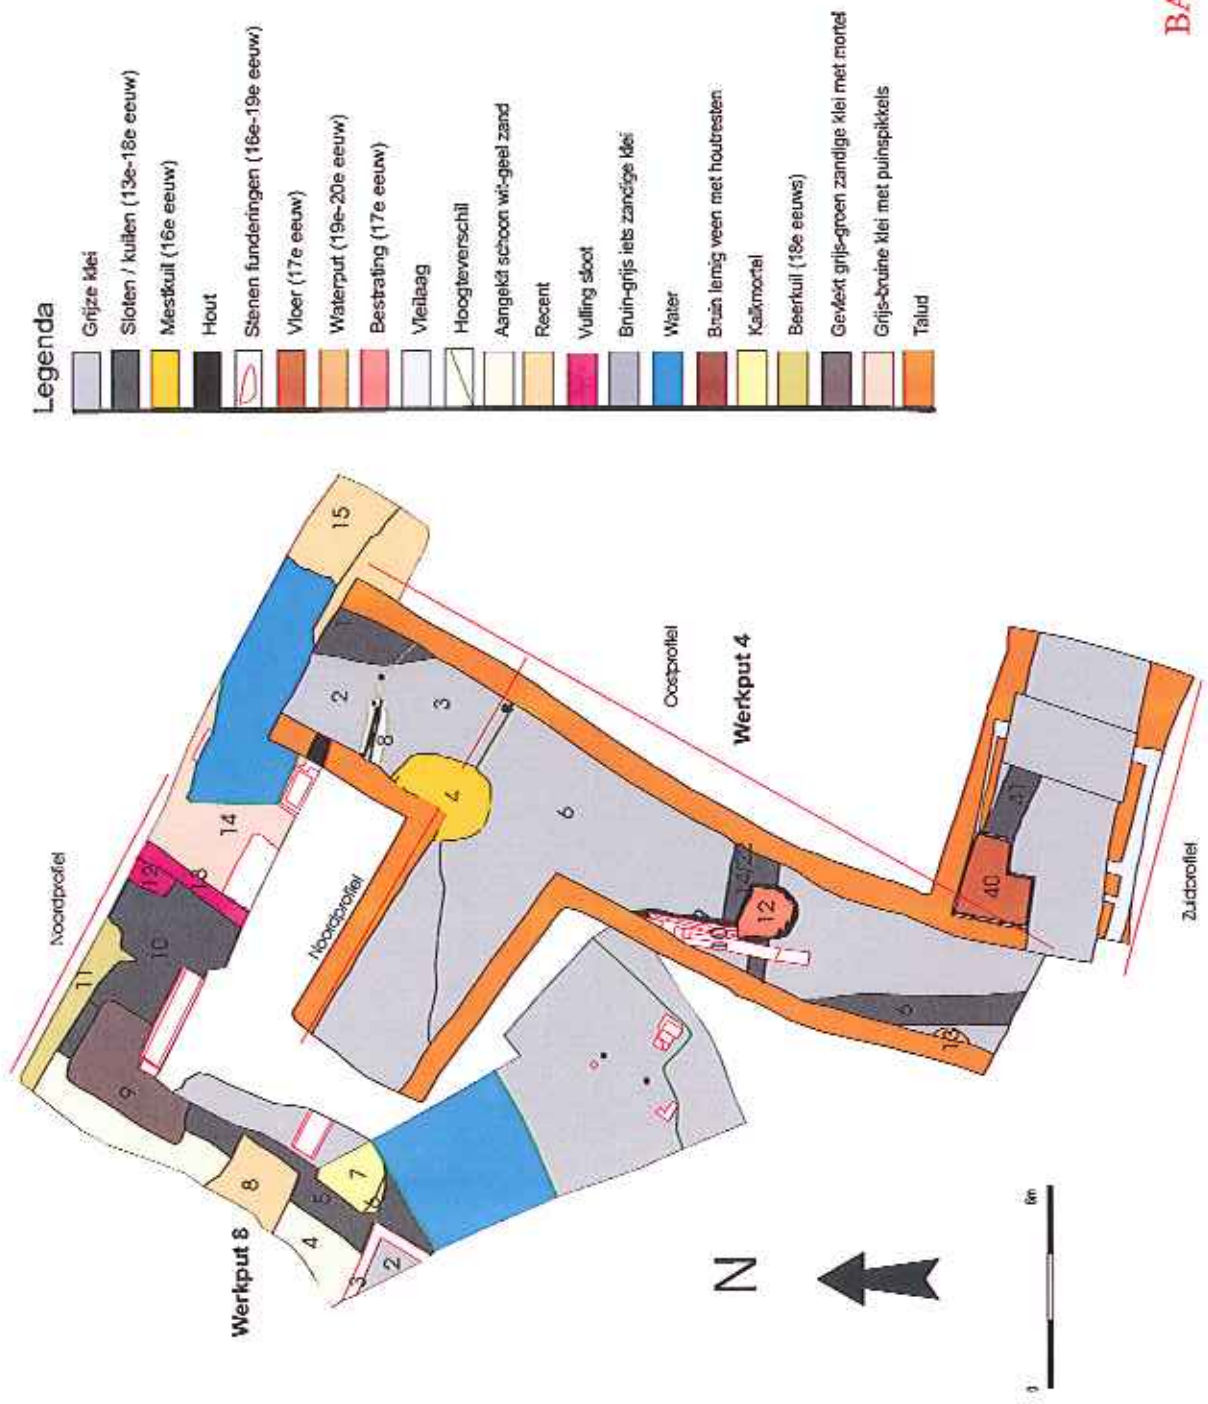 Legenda
Grijze klei
Sloten / kuilen (13e-18e eeuw)
Mestkuil (16e eeuw)
Hout
Stenen funderingen (16e-19e eeuw)
Vloer (17e eeuw)
Waterput (19e-20e eeuw)
Bestrating (17e eeuw)
Vleilaag
Hoogteverschil
Aangekit schoon wit-geel zand
Recent
Vulling sloot
Bruin-grijs iets zandige klei
Water
Bruin lemig veen met houtresten
Kalkmortel
Beerkuil (18e eeuws)
Gevlekt grijs-groen zandige klei met mortel
Grijs-bruine klei met puinspikkels
Talud
Noordprofiel
Noordprofiel
Oostprofiel
Werkput 4
Zuidprofiel
Werkput 8
15
1
2
3
8
4
6
14
13
12
10
11
9
8
5
7
6
4
3
2
14/22
12
9
13
40
41
N
0
6m
BA